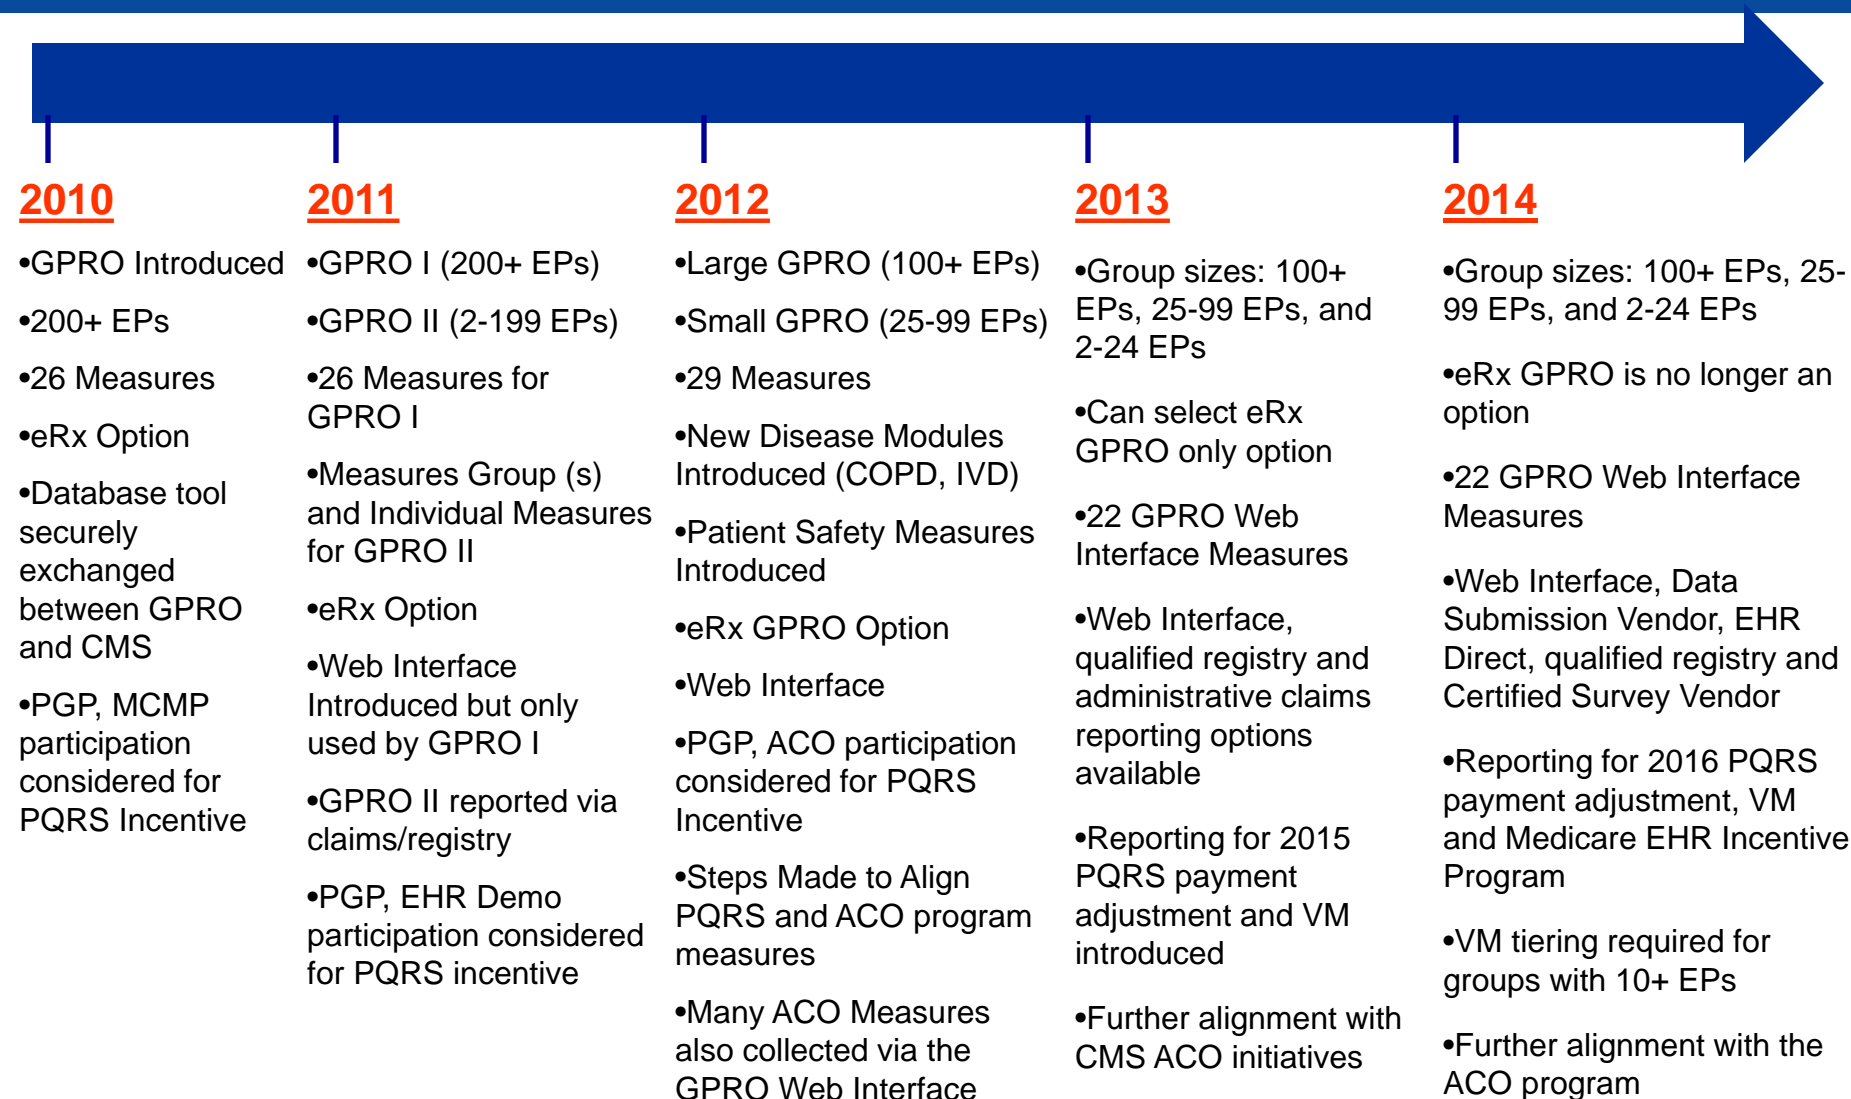 2010
•GPRO Introduced
•200+ EPs
•26 Measures
•eRx Option
•Database tool
securely
exchanged
between GPRO
and CMS
•PGP, MCMP
participation
considered for
PQRS Incentive
2011
•GPRO I (200+ EPs)
•GPRO II (2-199 EPs)
•26 Measures for
GPRO I
•Measures Group (s)
and Individual Measures
for GPRO II
•eRx Option
•Web Interface
Introduced but only
used by GPRO I
•GPRO II reported via
claims/registry
•PGP, EHR Demo
participation considered
for PQRS incentive
2012
•Large GPRO (100+ EPs)
•Small GPRO (25-99 EPs)
•29 Measures
•New Disease Modules
Introduced (COPD, IVD)
•Patient Safety Measures
Introduced
•eRx GPRO Option
•Web Interface
•PGP, ACO participation
considered for PQRS
Incentive
•Steps Made to Align
PQRS and ACO program
measures
•Many ACO Measures
also collected via the
GPRO Web Interface
2013
•Group sizes: 100+
EPs, 25-99 EPs, and
2-24 EPs
•Can select eRx
GPRO only option
•22 GPRO Web
Interface Measures
•Web Interface,
qualified registry and
administrative claims
reporting options
available
•Reporting for 2015
PQRS payment
adjustment and VM
introduced
•Further alignment with
CMS ACO initiatives
2014
•Group sizes: 100+ EPs, 25-
99 EPs, and 2-24 EPs
•eRx GPRO is no longer an
option
•22 GPRO Web Interface
Measures
•Web Interface, Data
Submission Vendor, EHR
Direct, qualified registry and
Certified Survey Vendor
•Reporting for 2016 PQRS
payment adjustment, VM
and Medicare EHR Incentive
Program
•VM tiering required for
groups with 10+ EPs
•Further alignment with the
ACO program